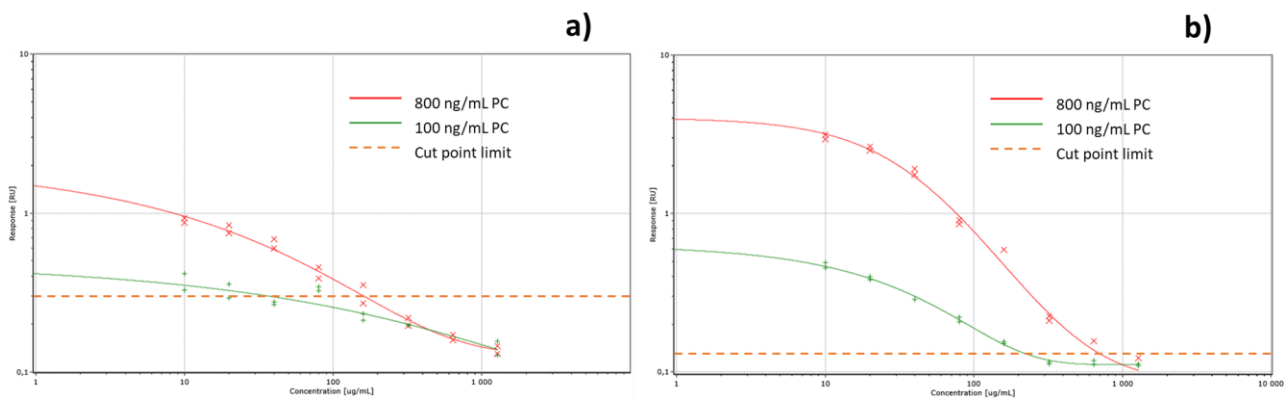 a)
10
800 ng/mL PC
100 ng/mL PC
Cut point limit
Response [RU]
1
0,1
1
10
100
1 000
Concentration [ug/mL]
b)
10
800 ng/mL PC
100 ng/mL PC
Cut point limit
Response [RU]
1
0,1
1
10
100
1 000
10 000
Concentration [ug/mL]